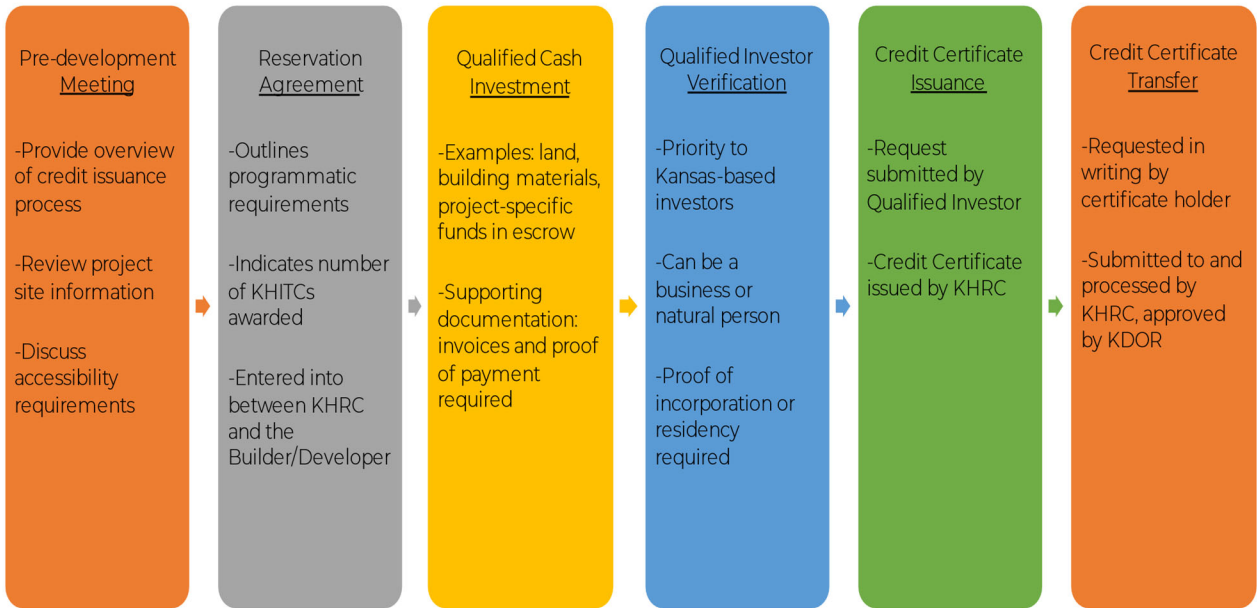 Pre-development
Meeting
-Provide overview
of credit issuance
process
-Review project
site information
-Discuss
accessibility
requirements
Reservation
Agreement
-Outlines
programmatic
requirements
-Indicates number
of KHITCs
awarded
-Entered into
between KHRC
and the
Builder/Developer
Qualified Cash
Investment
-Examples: land,
building materials,
project-specific
funds in escrow
-Supporting
documentation:
invoices and proof
of payment
required
Qualified Investor
Verification
-Priority to
Kansas-based
investors
-Can be a
business or
natural person
-Proof of
incorporation or
residency
required
Credit Certificate
Issuance
-Request
submitted by
Qualified Investor
-Credit Certificate
issued by KHRC
Credit Certificate
Transfer
-Requested in
writing by
certificate holder
-Submitted to and
processed by
KHRC, approved
by KDOR